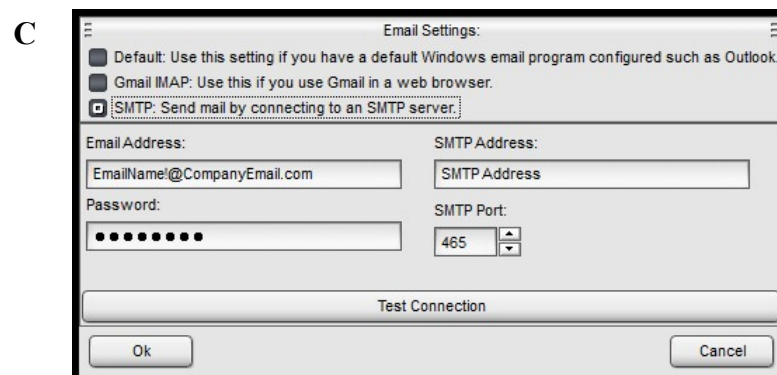 C
Email Settings:
Default: Use this setting if you have a default Windows email program configured such as Outlook.
Gmail IMAP: Use this if you use Gmail in a web browser.
SMTP: Send mail by connecting to an SMTP server.
Email Address:
SMTP Address:
EmailName!@CompanyEmail.com
SMTP Address
Password:
SMTP Port:
●●●●●●●●
465
Test Connection
Ok
Cancel